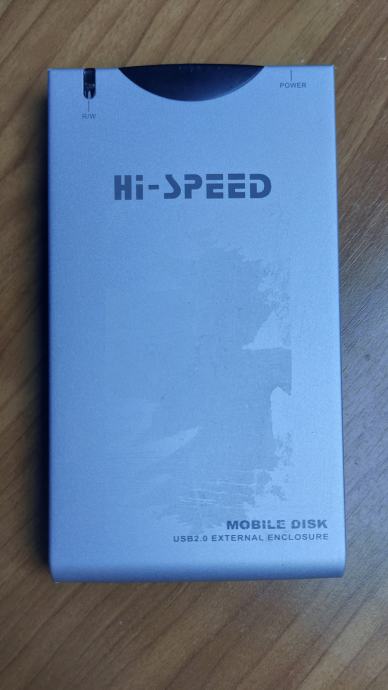 R/W
POWER
Hi-SPEED
MOBILE DISK
USB2.0 EXTERNAL ENCLOSURE